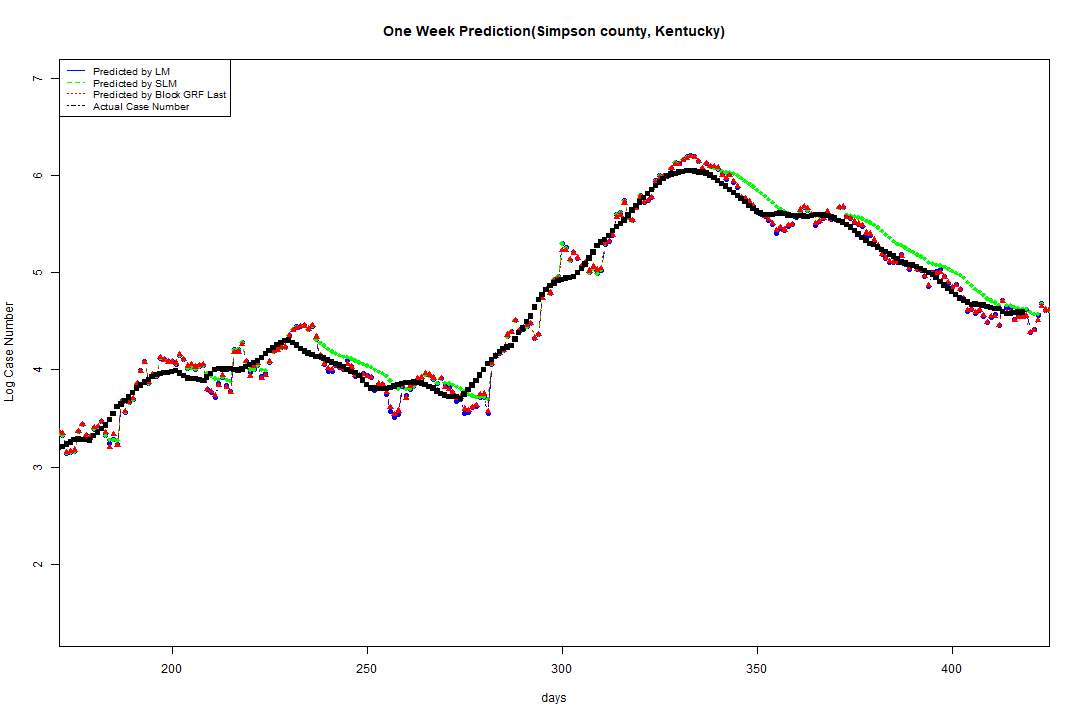 One Week Prediction(Simpson county, Kentucky)
Predicted by LM
Predicted by SLM
Predicted by Block GRF Last
Actual Case Number
Log Case Number
7
6
5
4
3
2
200 250 300 350 400
days